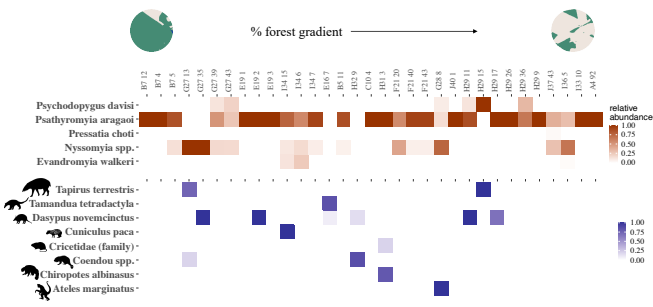 % forest gradient
B7 12
B7 4
B7 5
G27 13
G27 35
G27 39
G27 43
E19 1
E19 2
E19 3
I34 15
I34 6
I34 7
E16 7
B5 11
H32 9
C10 4
H31 3
F21 20
F21 40
F21 43
G28 8
J40 1
H29 11
H29 15
H29 17
H29 26
H29 36
H29 9
J37 43
I36 5
I33 10
A4 92
Psychodopygus davisi
Psathyromyia aragaoi
Pressatia choti
Nyssomyia spp.
Evandromyia walkeri
relative
abundance
1.00
0.75
0.50
0.25
0.00
Tapirus terrestris
Tamandua tetradactyla
Dasypus novemcinctus
Cuniculus paca
Cricetidae (family)
Coendou spp.
Chiropotes albinasus
Ateles marginatus
1.00
0.75
0.50
0.25
0.00